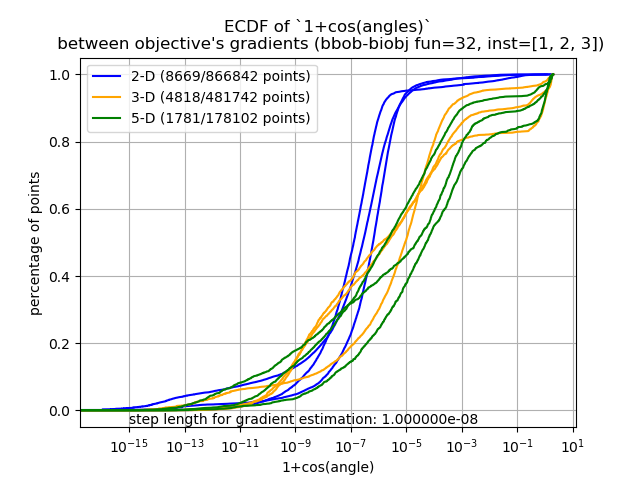 ECDF of `1+cos(angles)`
between objective's gradients (bbob-biobj fun=32, inst=[1, 2, 3])
2-D (8669/866842 points)
3-D (4818/481742 points)
5-D (1781/178102 points)
percentage of points
1.0
0.8
0.6
0.4
0.2
0.0
step length for gradient estimation: 1.000000e-08
10⁻¹⁵ 10⁻¹³ 10⁻¹¹ 10⁻⁹ 10⁻⁷ 10⁻⁵ 10⁻³ 10⁻¹ 10¹
1+cos(angle)